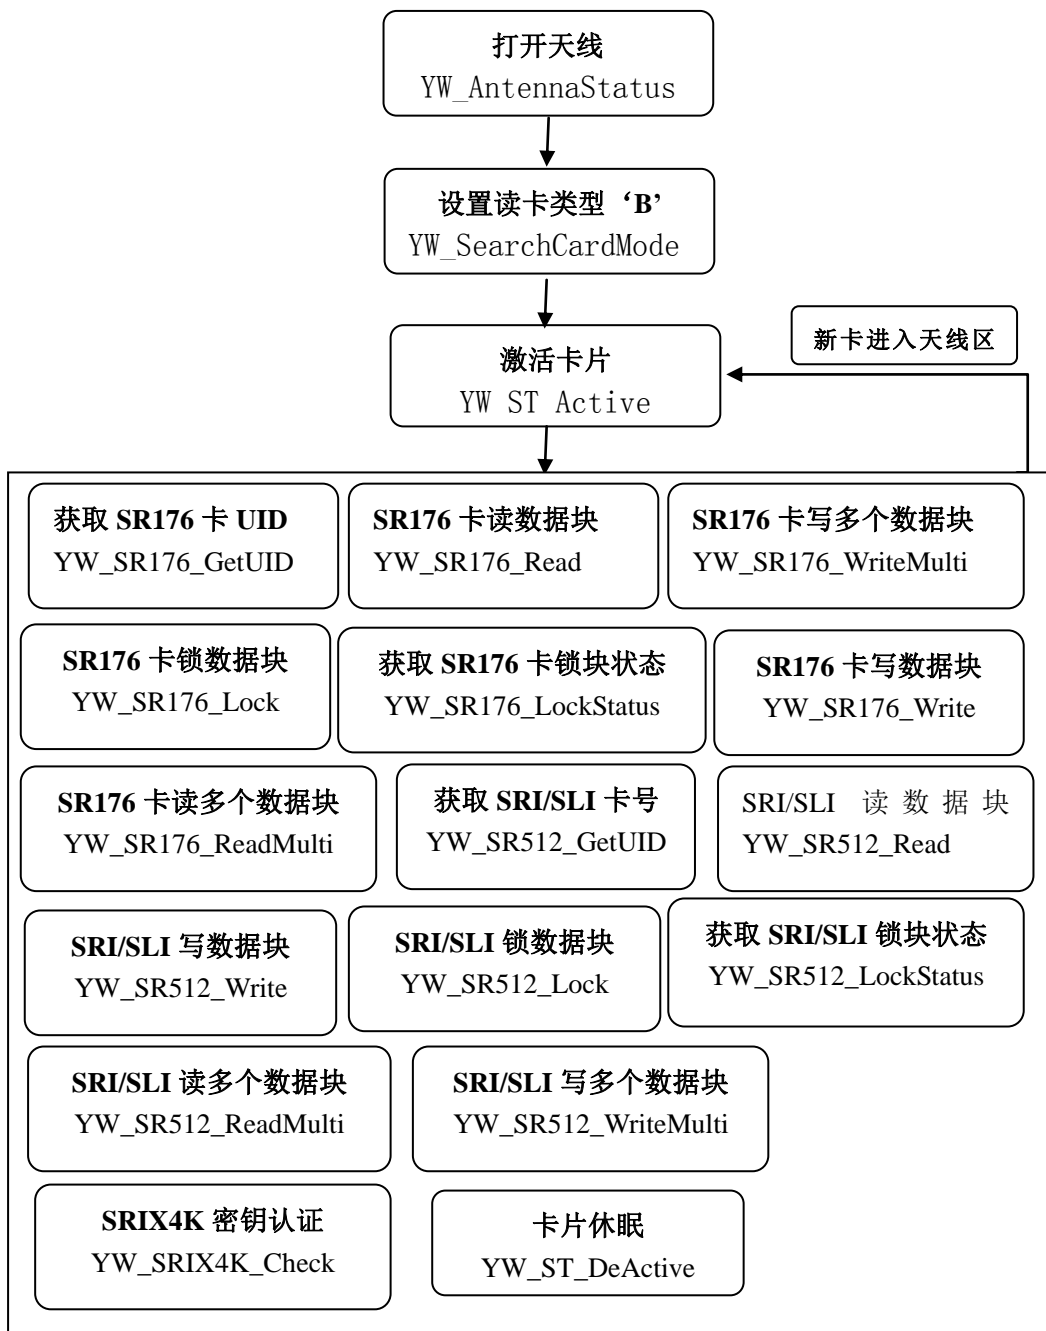 打开天线
YW_AntennaStatus
设置读卡类型‘B’
YW_SearchCardMode
新卡进入天线区
激活卡片
YW ST Active
获取 SR176 卡 UID
YW_SR176_GetUID
SR176 卡读数据块
YW_SR176_Read
SR176 卡写多个数据块
YW_SR176_WriteMulti
SR176 卡锁数据块
YW_SR176_Lock
获取 SR176 卡锁块状态
YW_SR176_LockStatus
SR176 卡写数据块
YW_SR176_Write
SR176 卡读多个数据块
YW_SR176_ReadMulti
获取 SRI/SLI 卡号
YW_SR512_GetUID
SRI/SLI 读数据块
YW_SR512_Read
SRI/SLI 写数据块
YW_SR512_Write
SRI/SLI 锁数据块
YW_SR512_Lock
获取 SRI/SLI 锁块状态
YW_SR512_LockStatus
SRI/SLI 读多个数据块
YW_SR512_ReadMulti
SRI/SLI 写多个数据块
YW_SR512_WriteMulti
SRIX4K 密钥认证
YW_SRIX4K_Check
卡片休眠
YW_ST_DeActive